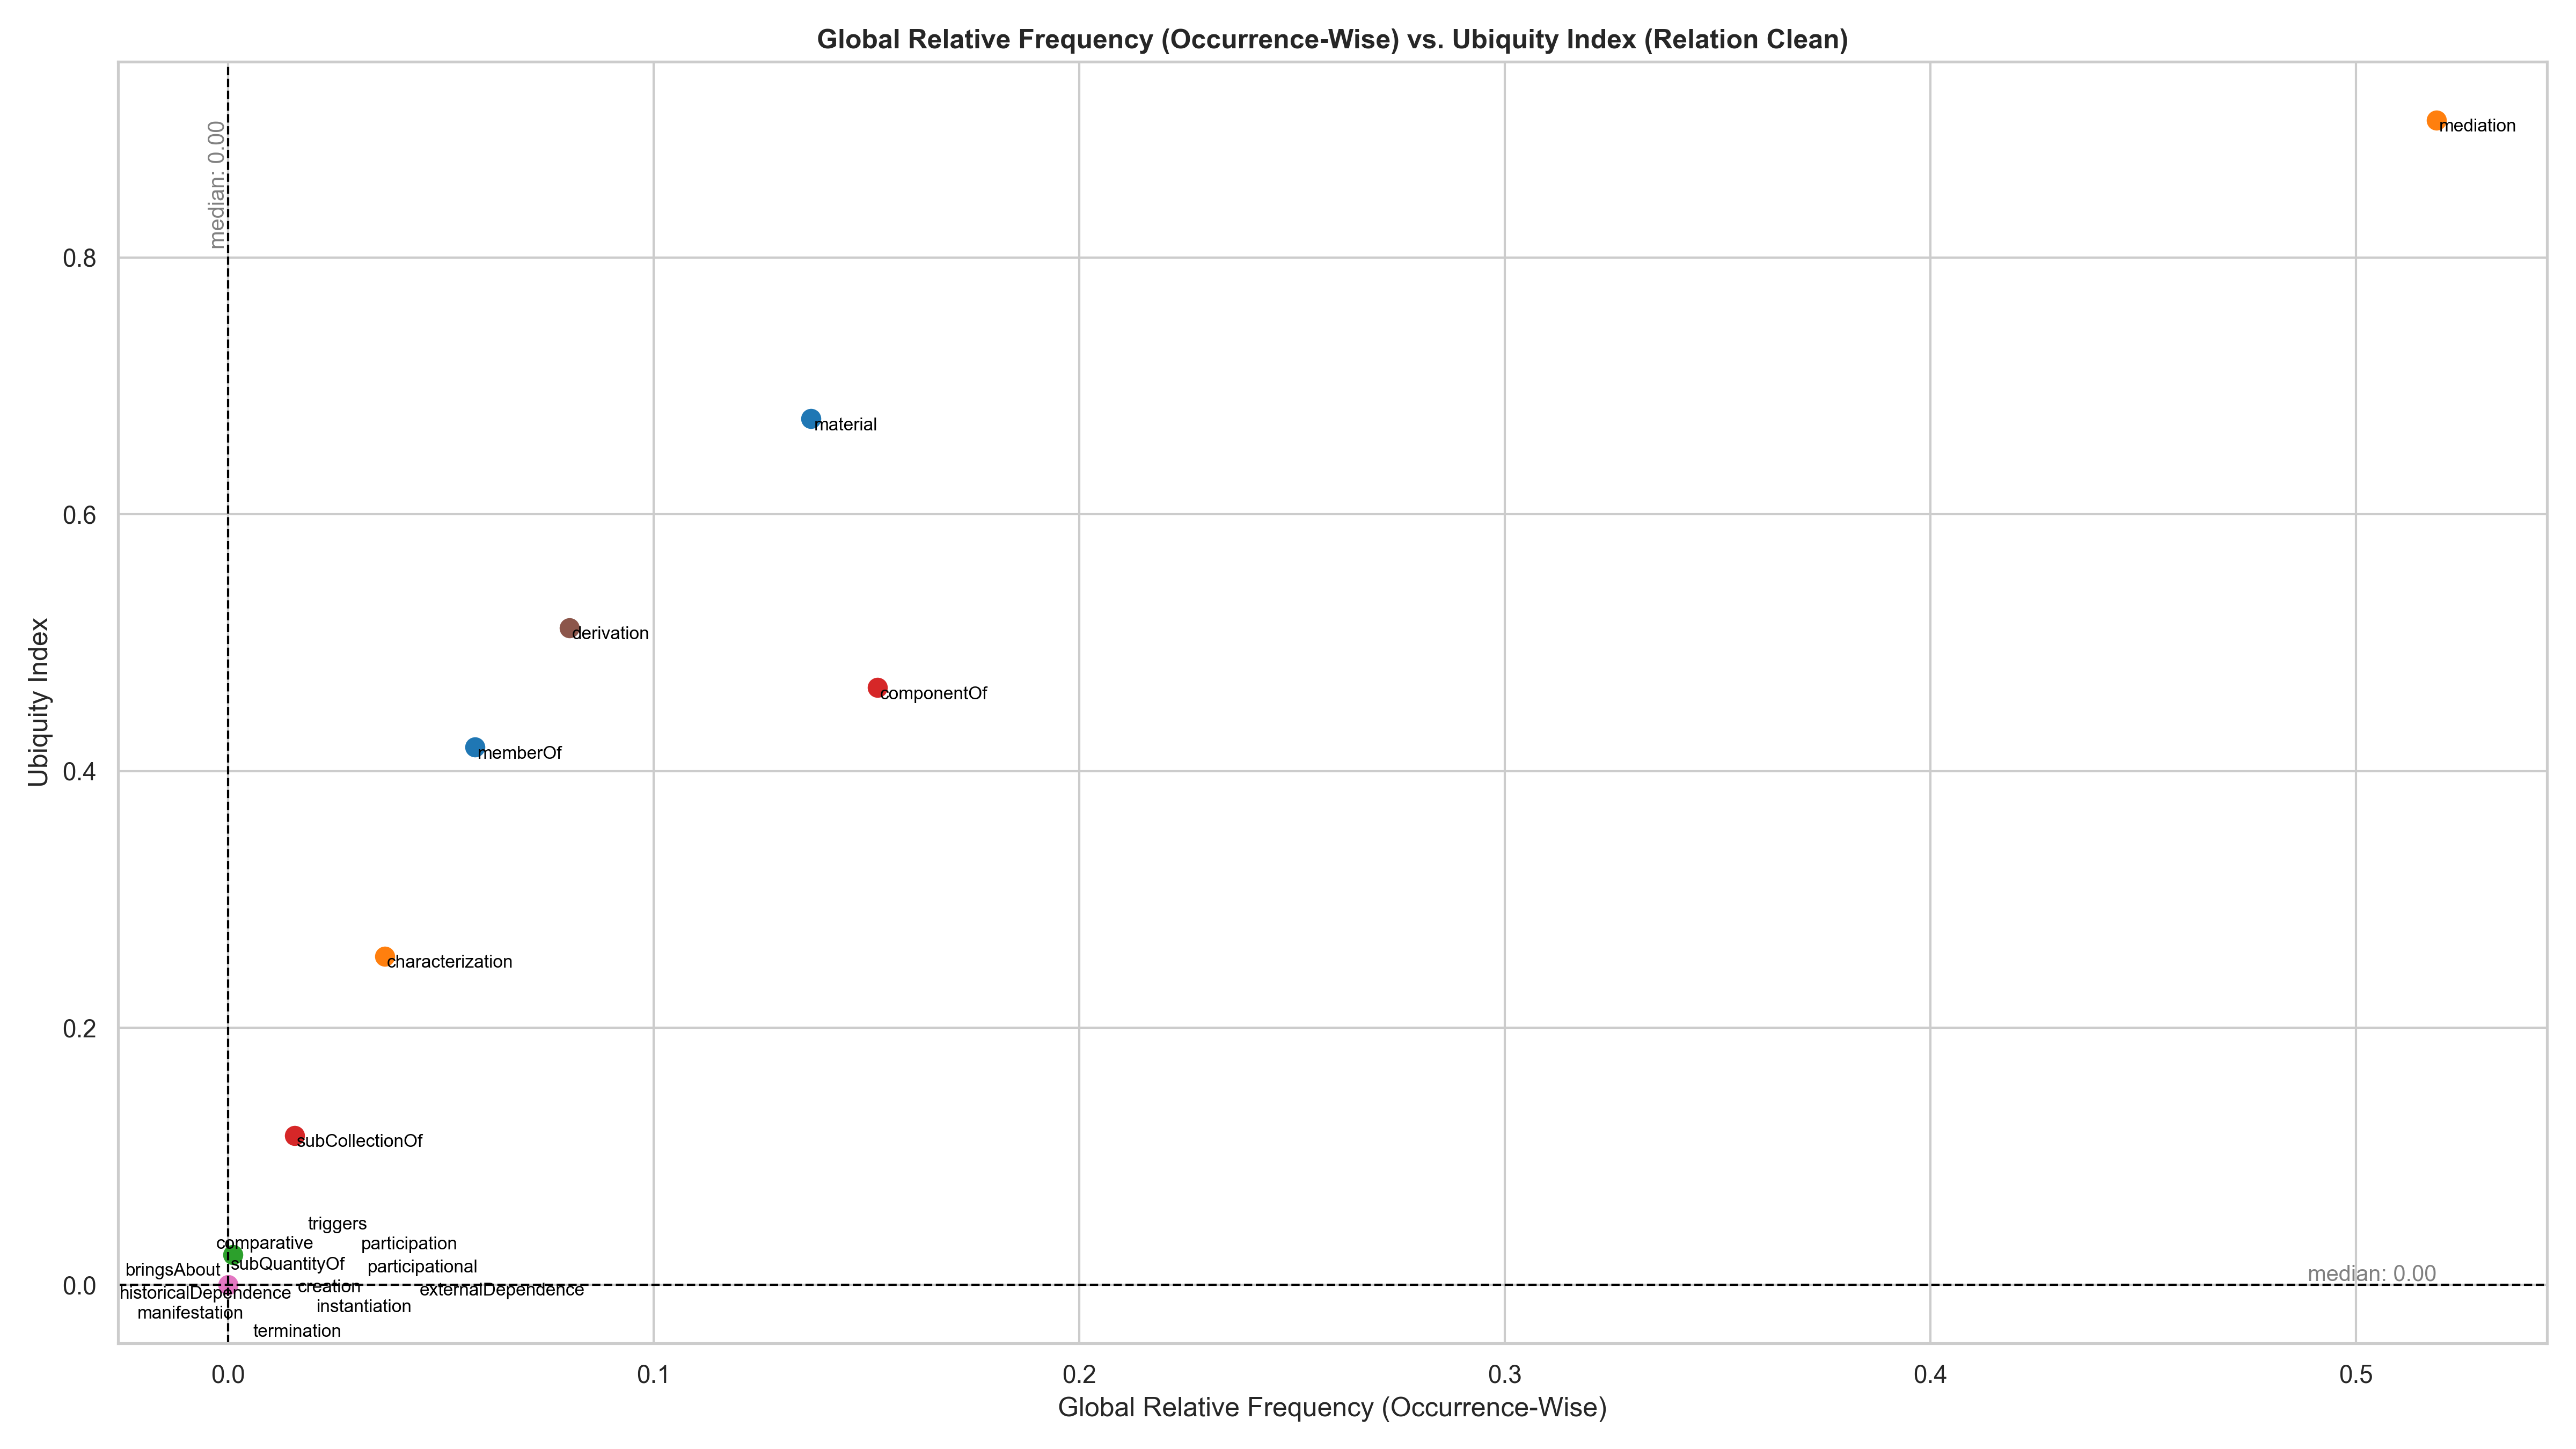 Global Relative Frequency (Occurrence-Wise) vs. Ubiquity Index (Relation Clean)
median: 0.00
mediation
0.8
material
0.6
derivation
Ubiquity Index
componentOf
memberOf
0.4
characterization
0.2
subCollectionOf
triggers
comparative
participation
subQuantityOf
participational
bringsAbout
median: 0.00
0.0
creation
externalDependence
historicalDependence
instantiation
manifestation
termination
0.0
0.1
0.2
0.3
0.4
0.5
Global Relative Frequency (Occurrence-Wise)